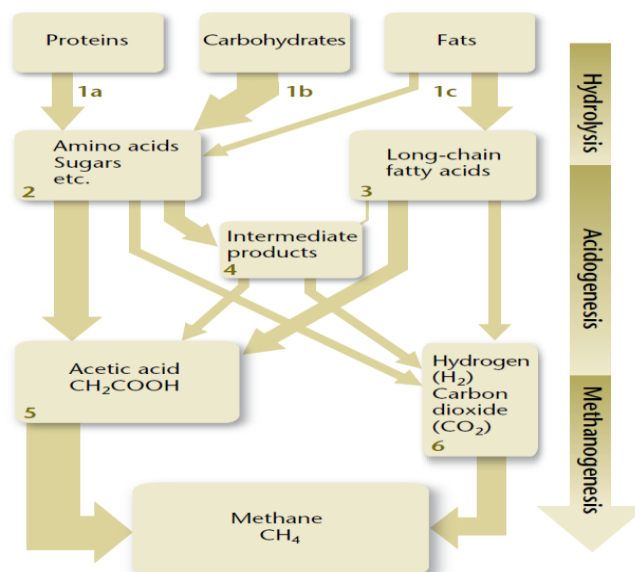 Proteins
Carbohydrates
Fats
1a
1b
1c
Hydrolysis
Amino acids
Sugars
etc.
2
Long-chain
fatty acids
3
Acidogenesis
Intermediate
products
4
Acetic acid
CH₂COOH
5
Hydrogen
(H₂)
Carbon
dioxide
(CO₂)
6
Methanogenesis
Methane
CH₄